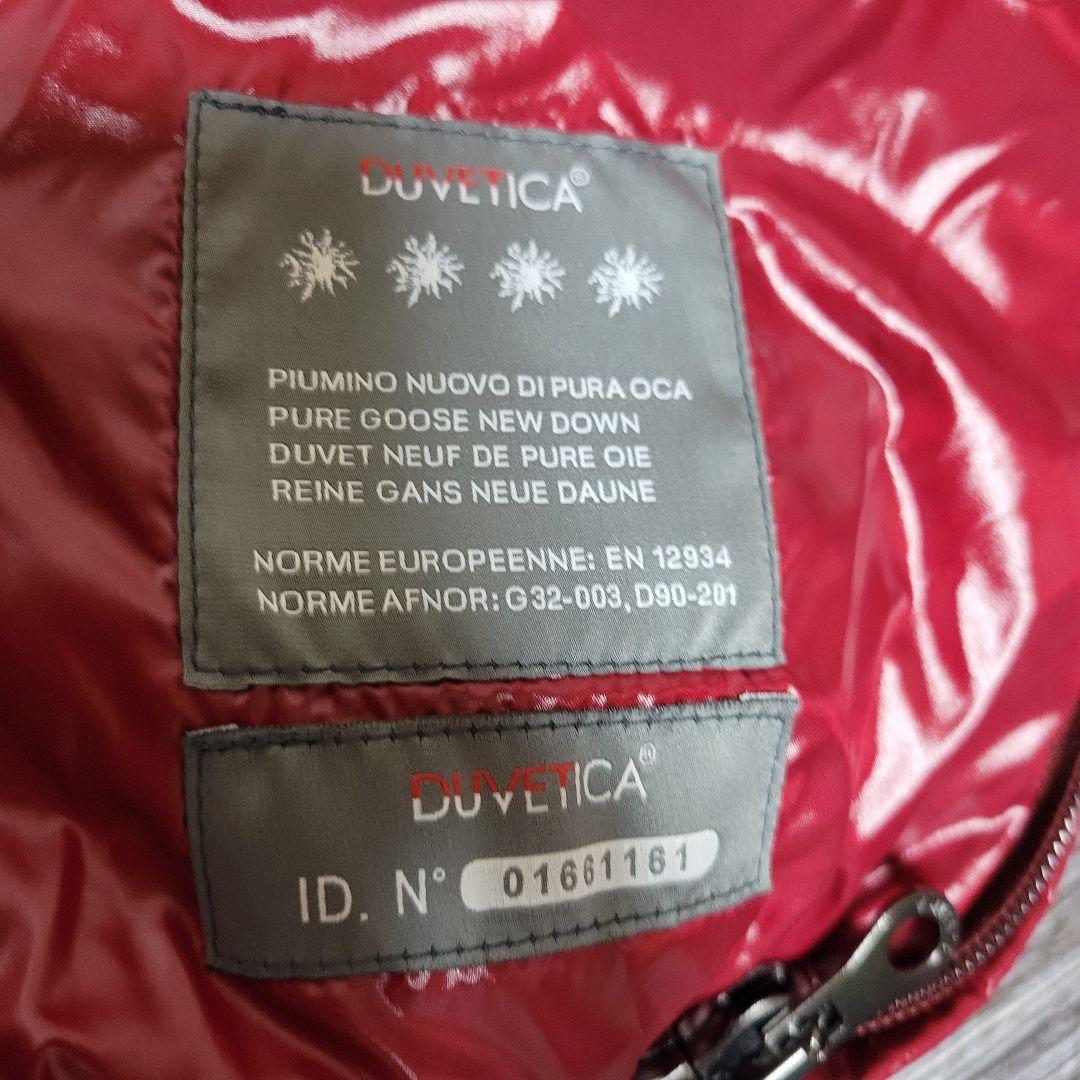 DUVETICA®
PIUMINO NUOVO DI PURA OCA
PURE GOOSE NEW DOWN
DUVET NEUF DE PURE OIE
REINE GANS NEUE DAUNE
NORME EUROPEENNE: EN 12934
NORME AFNOR: G32-003, D90-201
DUVETICA®
ID. N° 01661161